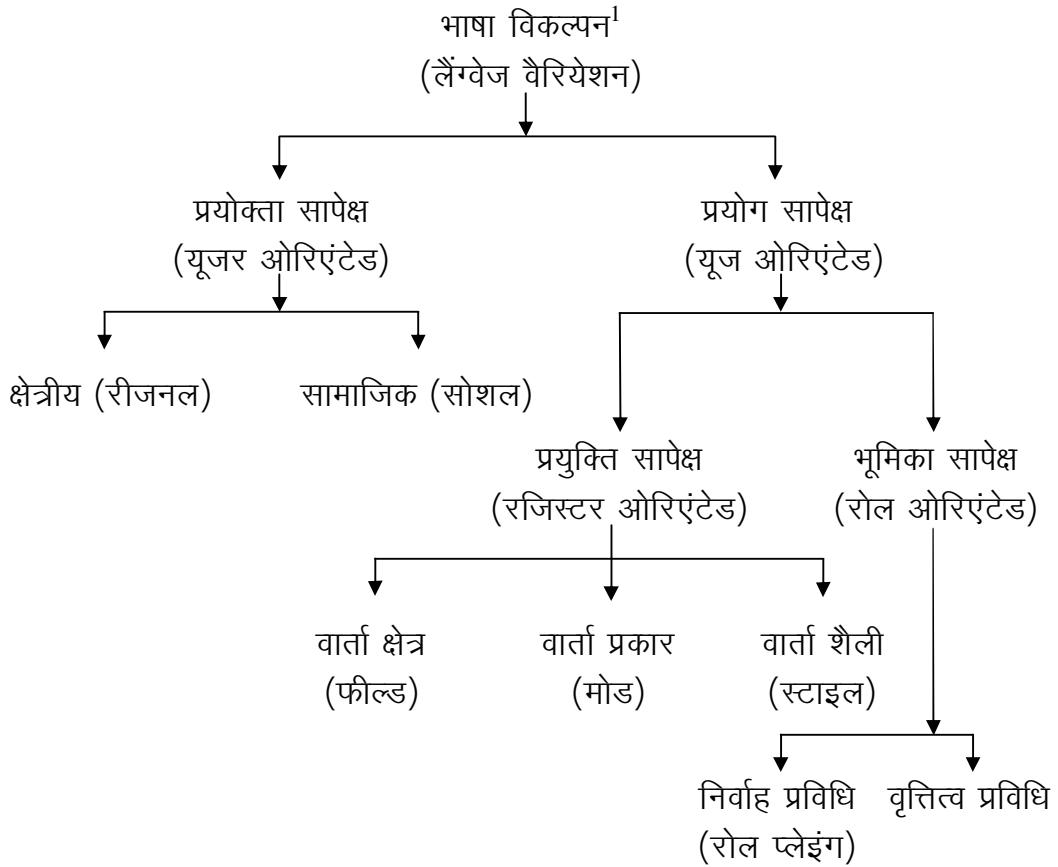 भाषा विकल्पन¹
(लैंग्वेज वैरियेशन)
प्रयोक्ता सापेक्ष
(यूजर ओरिएंटेड)
प्रयोग सापेक्ष
(यूज ओरिएंटेड)
क्षेत्रीय (रीजनल)
सामाजिक (सोशल)
प्रयुक्ति सापेक्ष
(रजिस्टर ओरिएंटेड)
भूमिका सापेक्ष
(रोल ओरिएंटेड)
वार्ता क्षेत्र
(फील्ड)
वार्ता प्रकार
(मोड)
वार्ता शैली
(स्टाइल)
निर्वाह प्रविधि
(रोल प्लेइंग)
वृत्तित्व प्रविधि